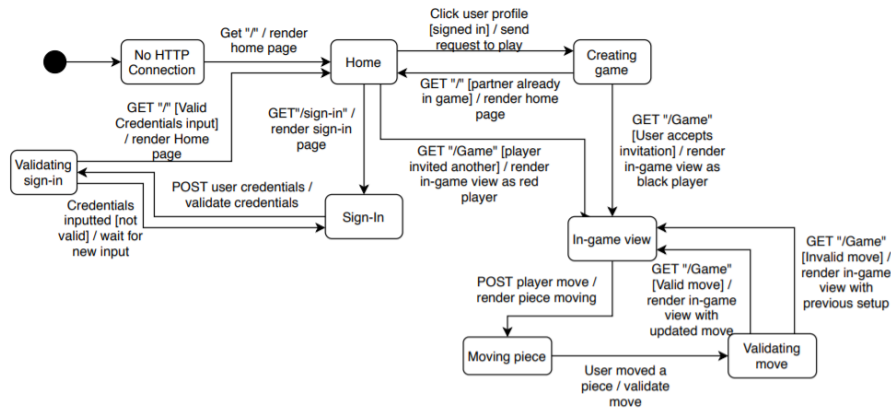 Get "/" / render
home page
Click user profile
[signed in] / send
request to play
No HTTP
Connection
Home
Creating
game
GET "/" [partner already
in game] / render home
page
GET "/" [Valid
Credentials input]
/ render Home
page
GET"/sign-in" /
render sign-in
page
GET "/Game" [player
invited another] / render
in-game view as red
player
GET "/Game"
[User accepts
invitation] / render
in-game view as
black player
Validating
sign-in
POST user credentials /
validate credentials
Credentials
inputted [not
valid] / wait for
new input
Sign-In
In-game view
POST player move /
render piece moving
GET "/Game"
[Valid move] /
render in-game
view with
updated move
GET "/Game"
[Invalid move] /
render in-game
view with
previous setup
Moving piece
User moved a
piece / validate
move
Validating
move